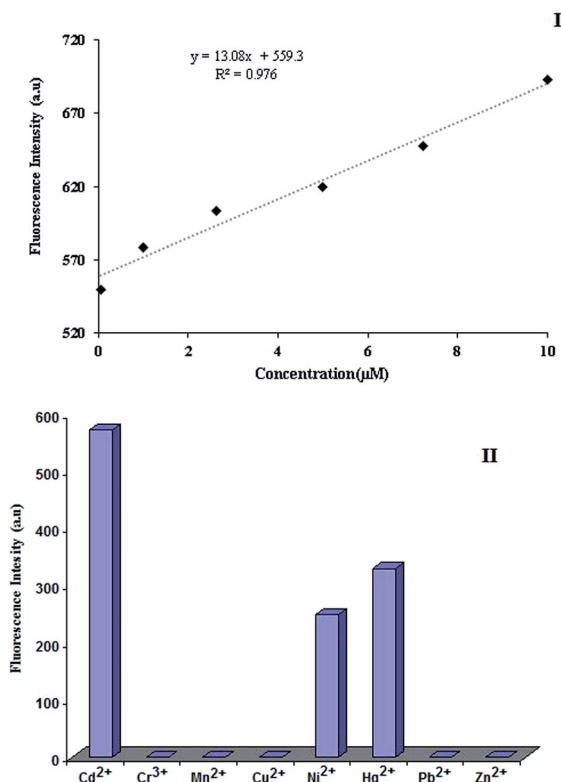 I
720
670
620
570
520
y = 13.08x + 559.3
R² = 0.976
Fluorescence Intensity (a.u)
0 2 4 6 8 10
Concentration(µM)
II
600
500
400
300
200
100
0
Fluorescence Intesity (a.u)
Cd²⁺ Cr³⁺ Mn²⁺ Cu²⁺ Ni²⁺ Hg²⁺ Pb²⁺ Zn²⁺